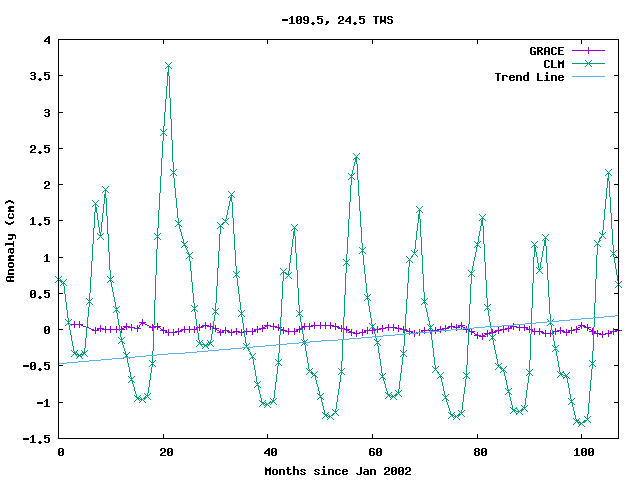 -109.5, 24.5 TWS
GRACE
CLM
Trend Line
4
3.5
3
2.5
2
1.5
1
0.5
0
-0.5
-1
-1.5
Anomaly (cm)
0 20 40 60 80 100
Months since Jan 2002